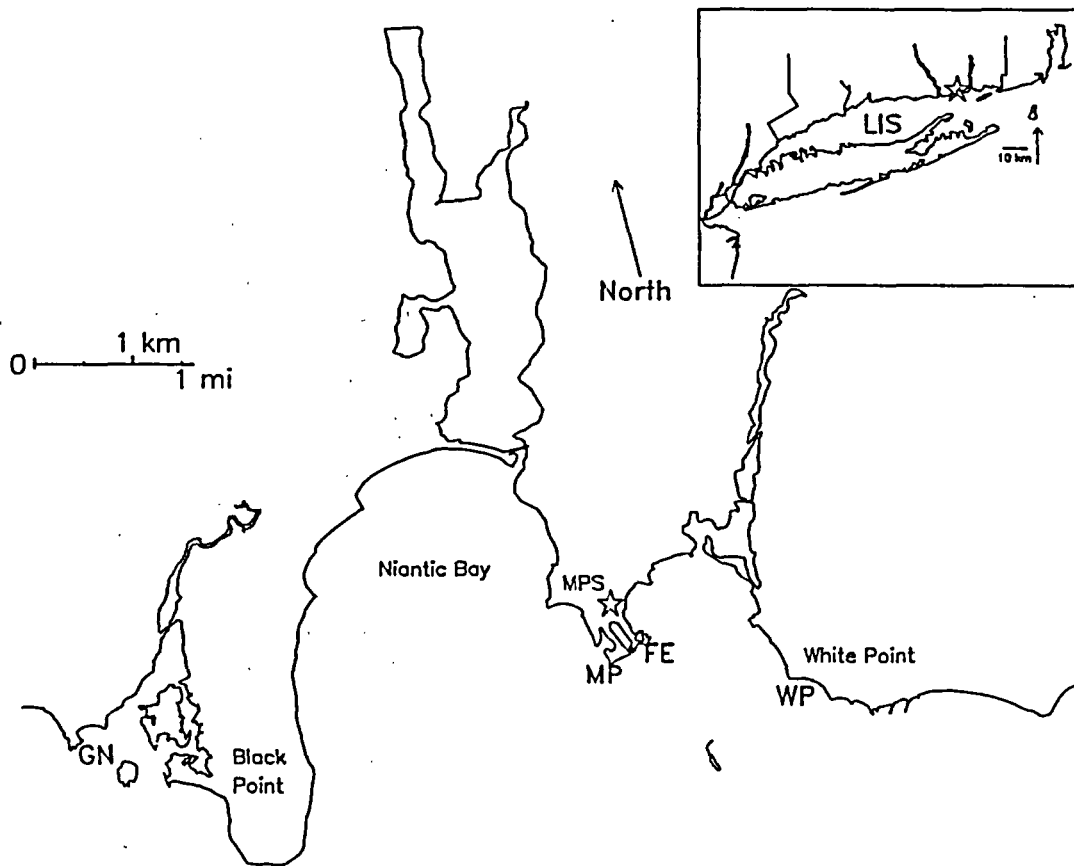 LIS
10 km
North
1 km
0
1 mi
Niantic Bay
MPS
FE
MP
White Point
WP
GN
Black
Point